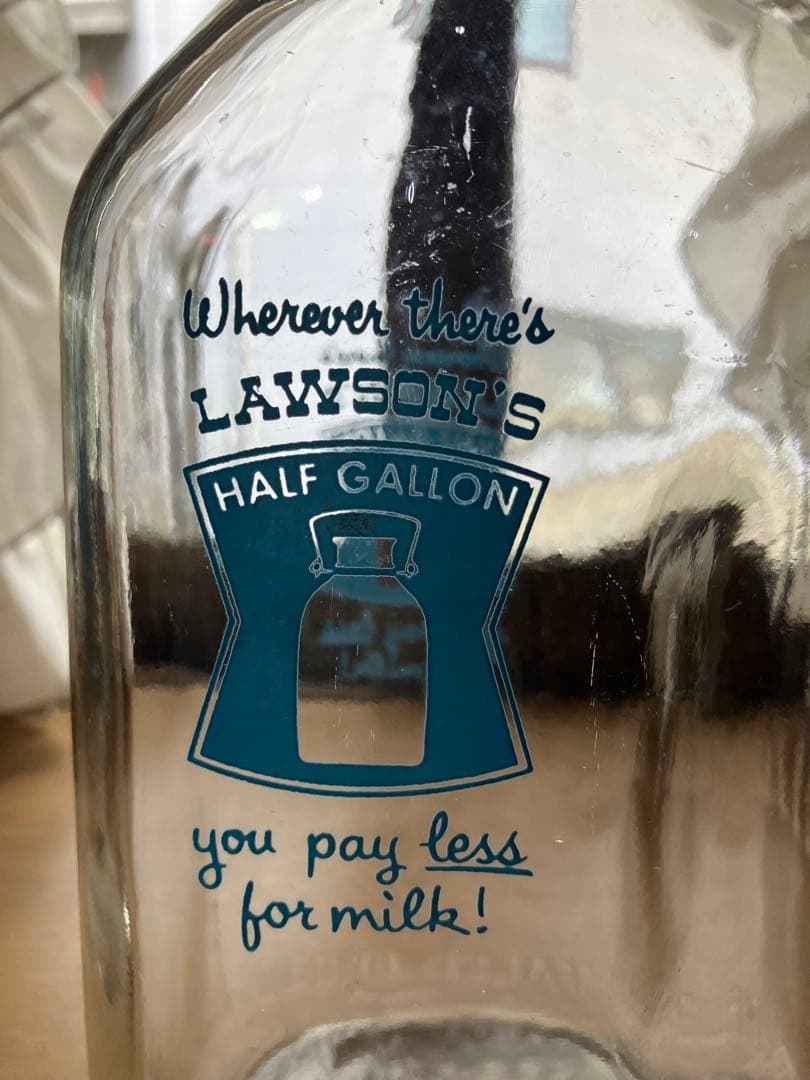 Wherever there's
LAWSON'S
HALF GALLON
you pay less
for milk!